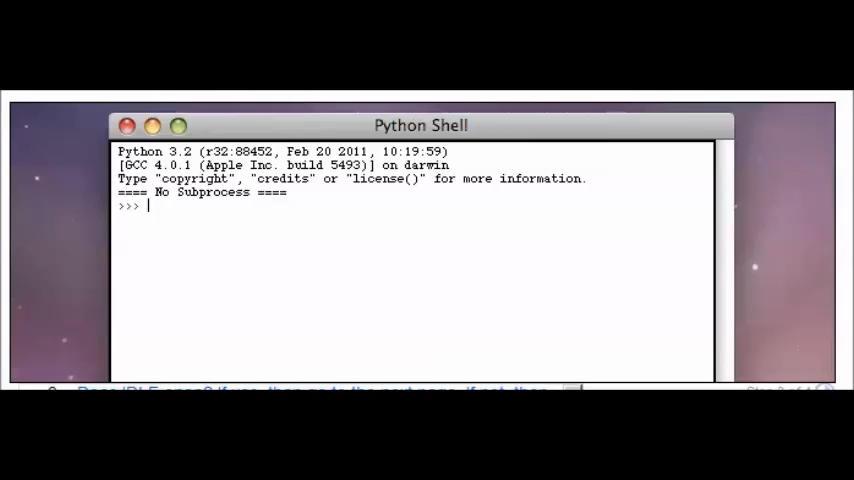 Python Shell
Python 3.2 (r32:88452, Feb 20 2011, 10:19:59)
[GCC 4.0.1 (Apple Inc. build 5493)] on darwin
Type "copyright", "credits" or "license()" for more information.
==== No Subprocess ====
>>>